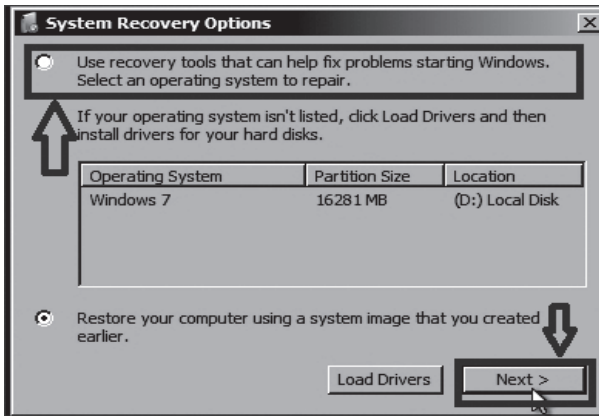 System Recovery Options
Use recovery tools that can help fix problems starting Windows.
Select an operating system to repair.
If your operating system isn't listed, click Load Drivers and then
install drivers for your hard disks.
Operating System Partition Size Location
Windows 7 16281 MB (D:) Local Disk
Restore your computer using a system image that you created
earlier.
Load Drivers Next >